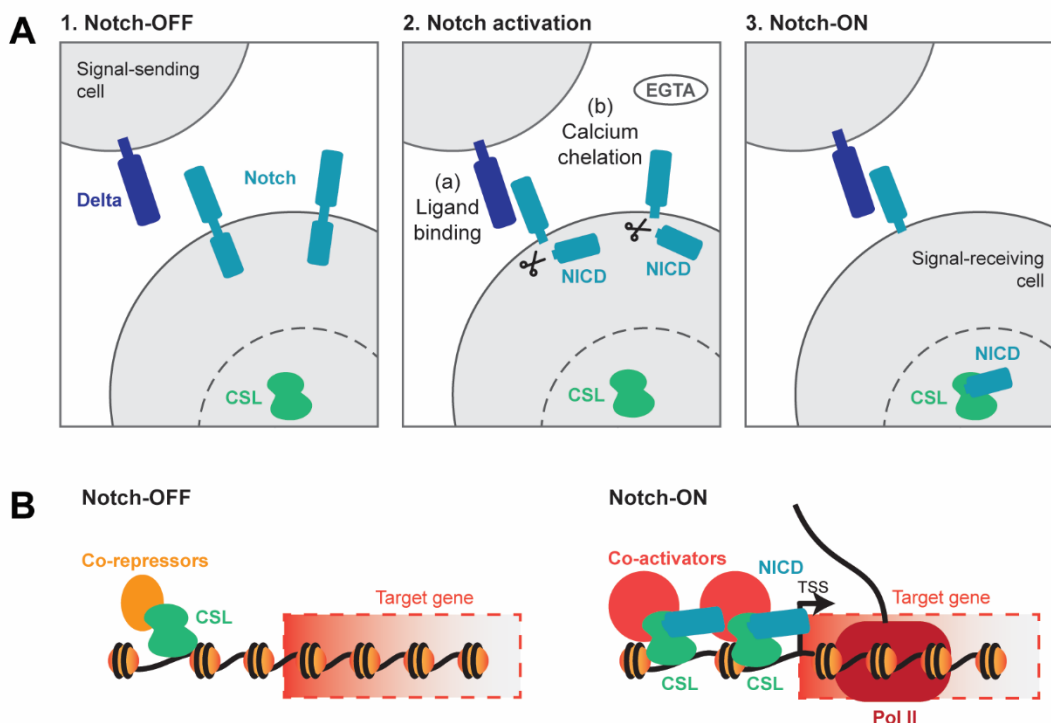 A
1. Notch-OFF
Signal-sending
cell
Delta
Notch
CSL
2. Notch activation
EGTA
(b)
Calcium
chelation
(a)
Ligand
binding
NICD
NICD
CSL
3. Notch-ON
Signal-receiving
cell
NICD
CSL
B
Notch-OFF
Co-repressors
CSL
Target gene
Notch-ON
Co-activators
NICD
TSS
Target gene
CSL
CSL
Pol II